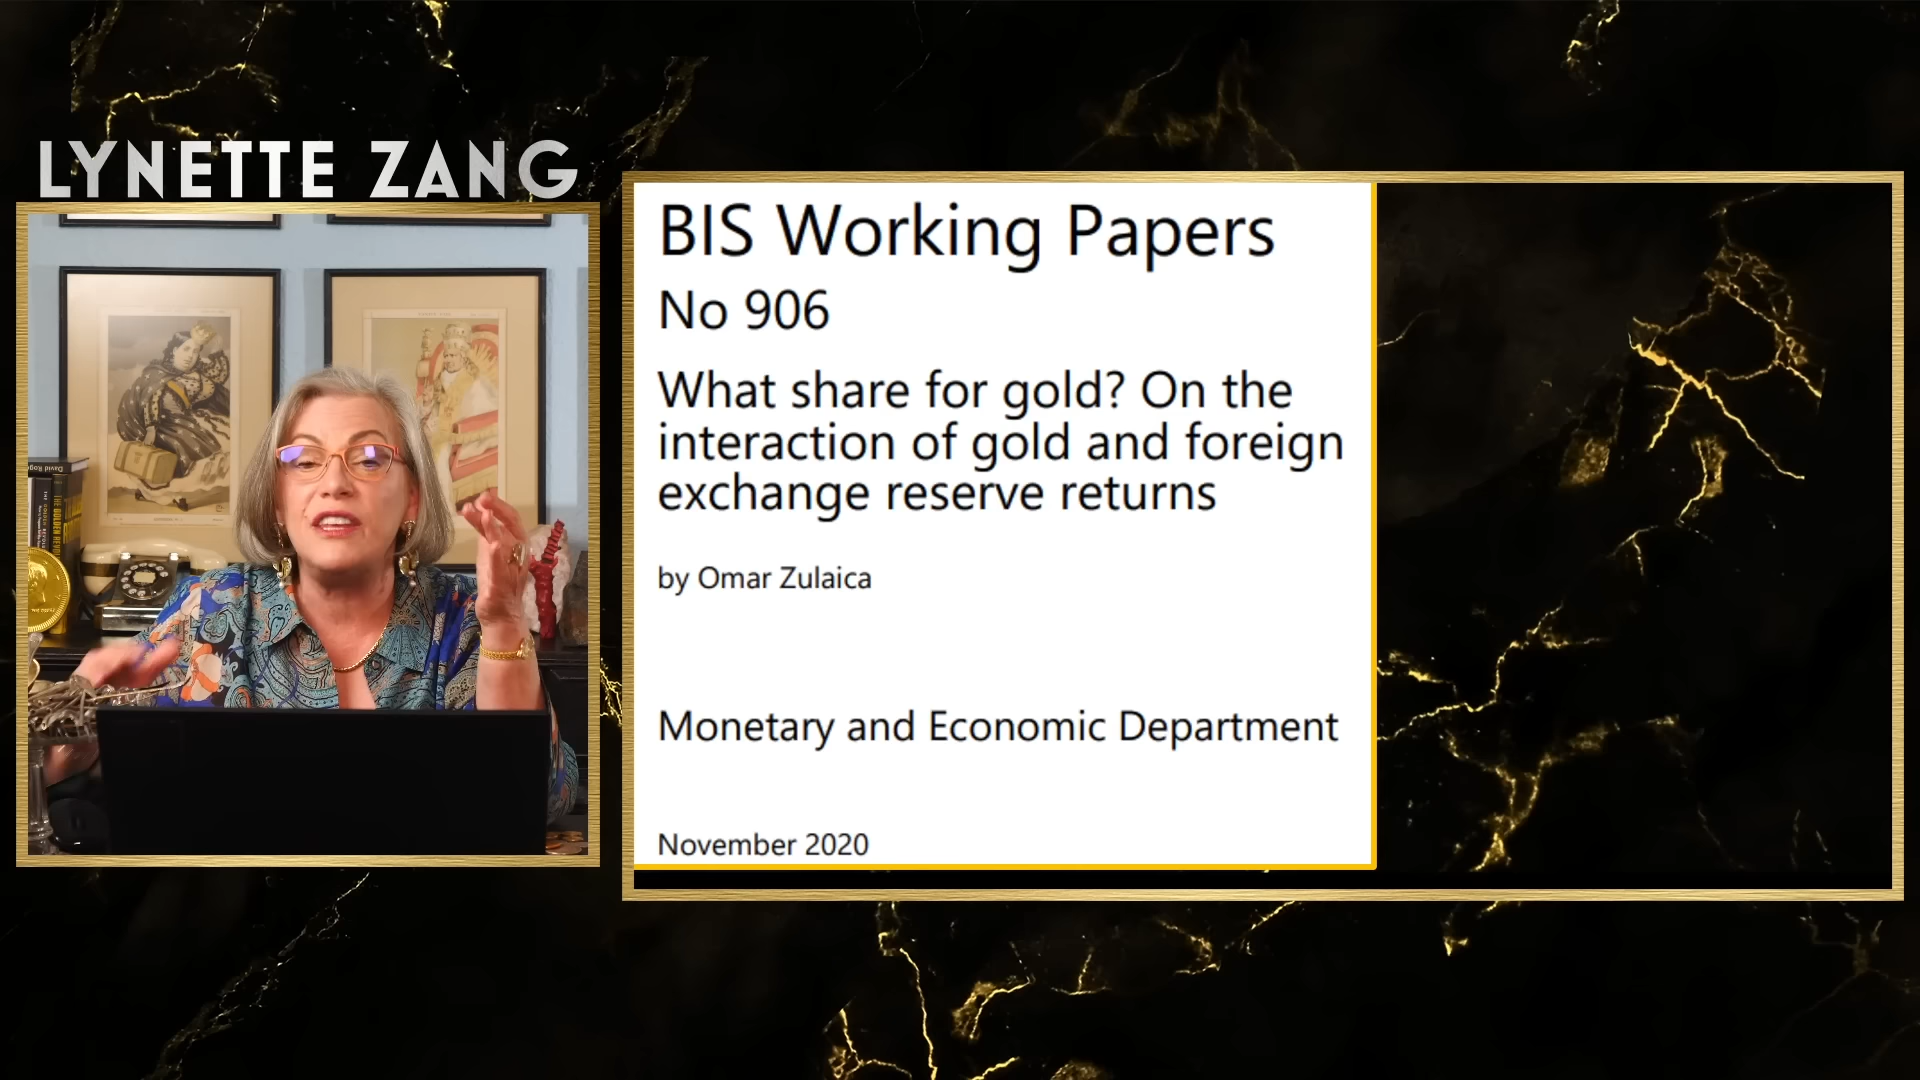 LYNETTE ZANG
BIS Working Papers
No 906
What share for gold? On the
interaction of gold and foreign
exchange reserve returns
by Omar Zulaica
Monetary and Economic Department
November 2020